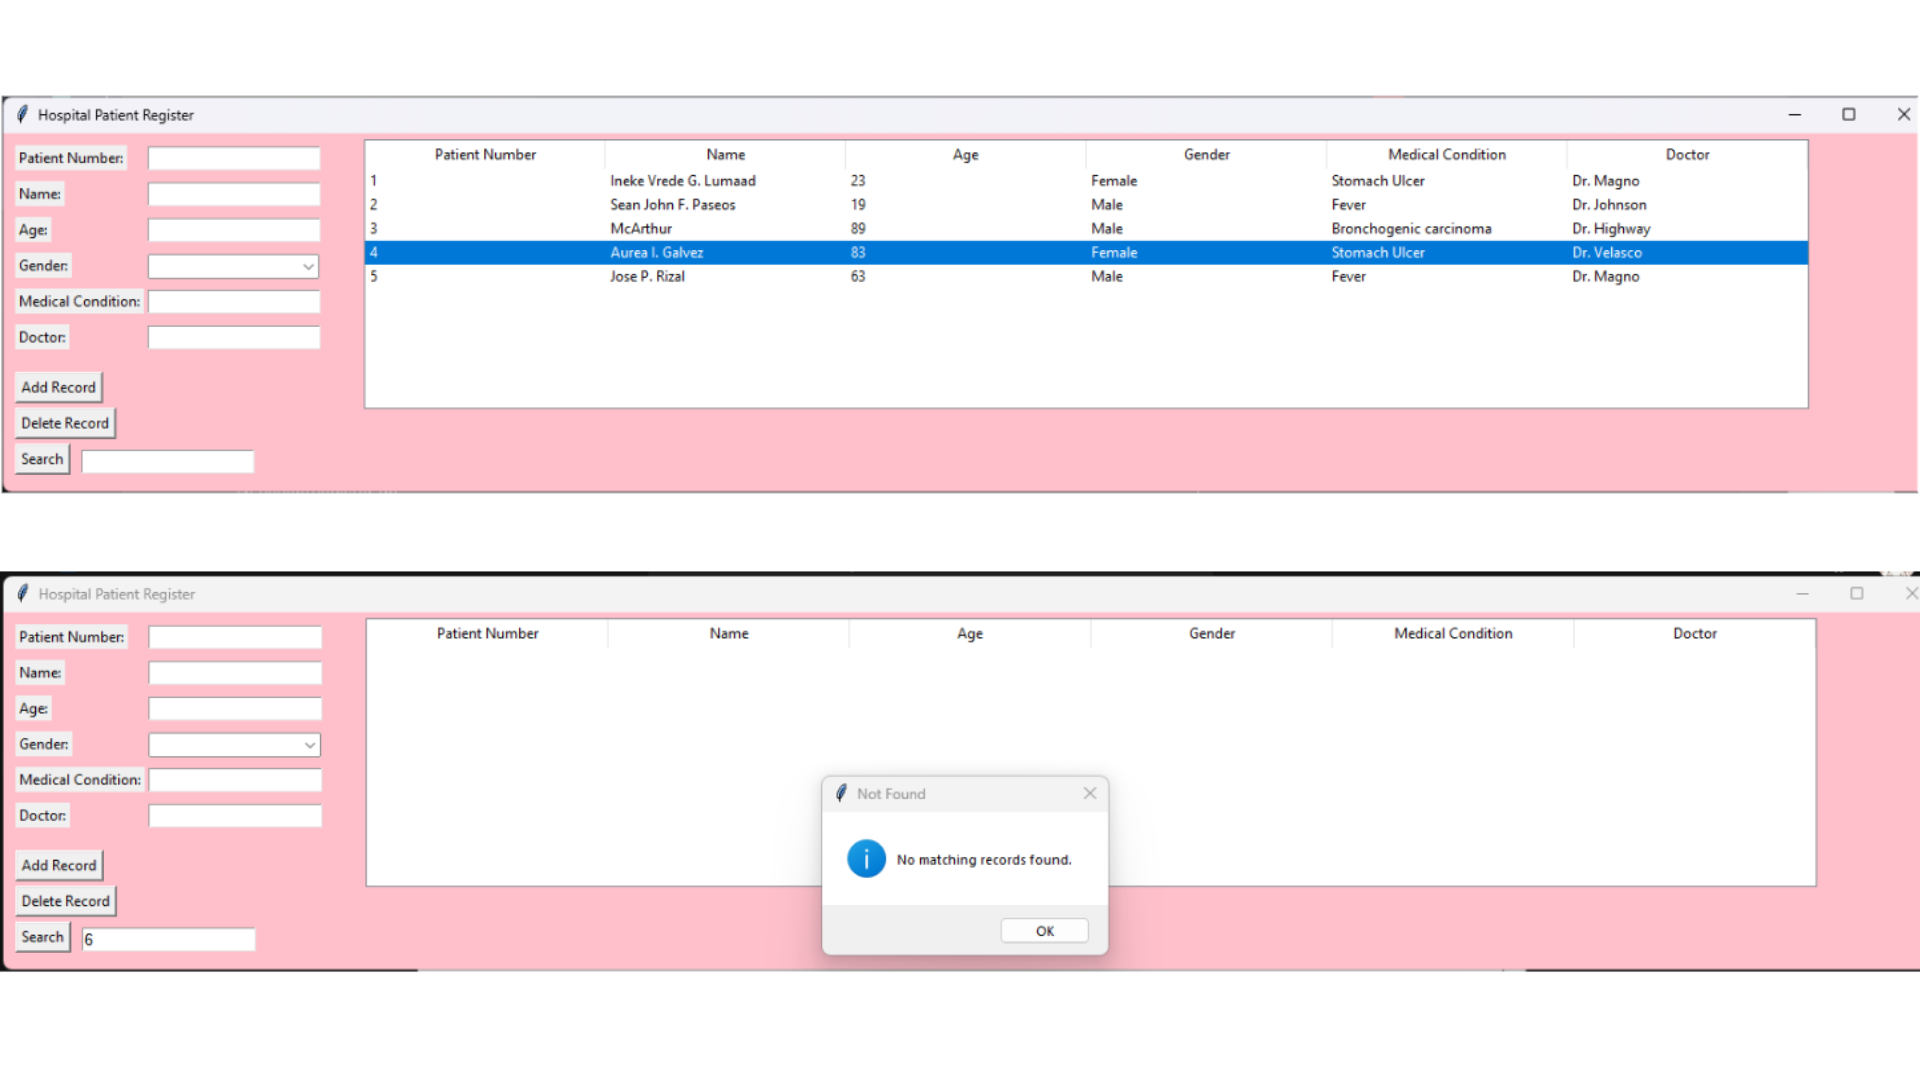 Hospital Patient Register
Patient Number: 
Name:
Age:
Gender:
Medical Condition:
Doctor:
Add Record
Delete Record
Search
Patient Number Name Age Gender Medical Condition Doctor
1 Ineke Vrede G. Lumaad 23 Female Stomach Ulcer Dr. Magno
2 Sean John F. Paseos 19 Male Fever Dr. Johnson
3 McArthur 89 Male Bronchogenic carcinoma Dr. Highway
4 Aurea I. Galvez 83 Female Stomach Ulcer Dr. Velasco
5 Jose P. Rizal 63 Male Fever Dr. Magno
Hospital Patient Register
Patient Number:
Name:
Age:
Gender:
Medical Condition:
Doctor:
Add Record
Delete Record
Search 6
Patient Number Name Age Gender Medical Condition Doctor
Not Found
No matching records found.
OK